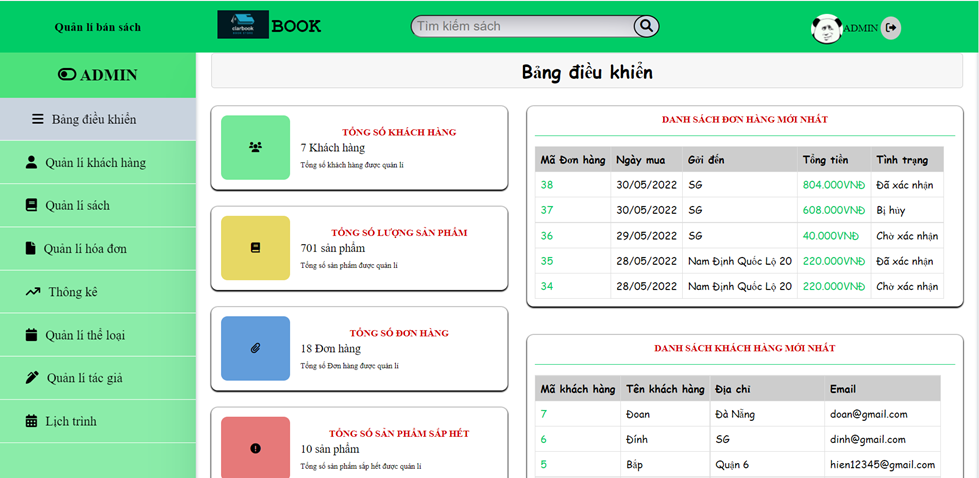 Quản lí bán sách
clarbook
BOOK
Tìm kiếm sách
ADMIN
ADMIN
Bảng điều khiển
Quản lí khách hàng
Quản lí sách
Quản lí hóa đơn
Thông kê
Quản lí thể loại
Quản lí tác giả
Lịch trình
Bảng điều khiển
TỔNG SỐ KHÁCH HÀNG
7 Khách hàng
Tổng số khách hàng được quản lí
TỔNG SỐ LƯỢNG SẢN PHẨM
701 sản phẩm
Tổng số sản phẩm được quản lí
TỔNG SỐ ĐƠN HÀNG
18 Đơn hàng
Tổng số Đơn hàng được quản lí
TỔNG SỐ SẢN PHẨM SẮP HẾT
10 sản phẩm
Tổng số sản phẩm sắp hết được quản lí
DANH SÁCH ĐƠN HÀNG MỚI NHẤT
Mã Đơn hàng Ngày mua Gởi đến Tổng tiền Tình trạng
38 30/05/2022 SG 804.000VNĐ Đã xác nhận
37 30/05/2022 SG 608.000VNĐ Bị hủy
36 29/05/2022 SG 40.000VNĐ Chờ xác nhận
35 28/05/2022 Nam Định Quốc Lộ 20 220.000VNĐ Đã xác nhận
34 28/05/2022 Nam Định Quốc Lộ 20 220.000VNĐ Chờ xác nhận
DANH SÁCH KHÁCH HÀNG MỚI NHẤT
Mã khách hàng Tên khách hàng Địa chỉ Email
7 Đoan Đà Nẵng doan@gmail.com
6 Đính SG dinh@gmail.com
5 Bắp Quận 6 hien12345@gmail.com